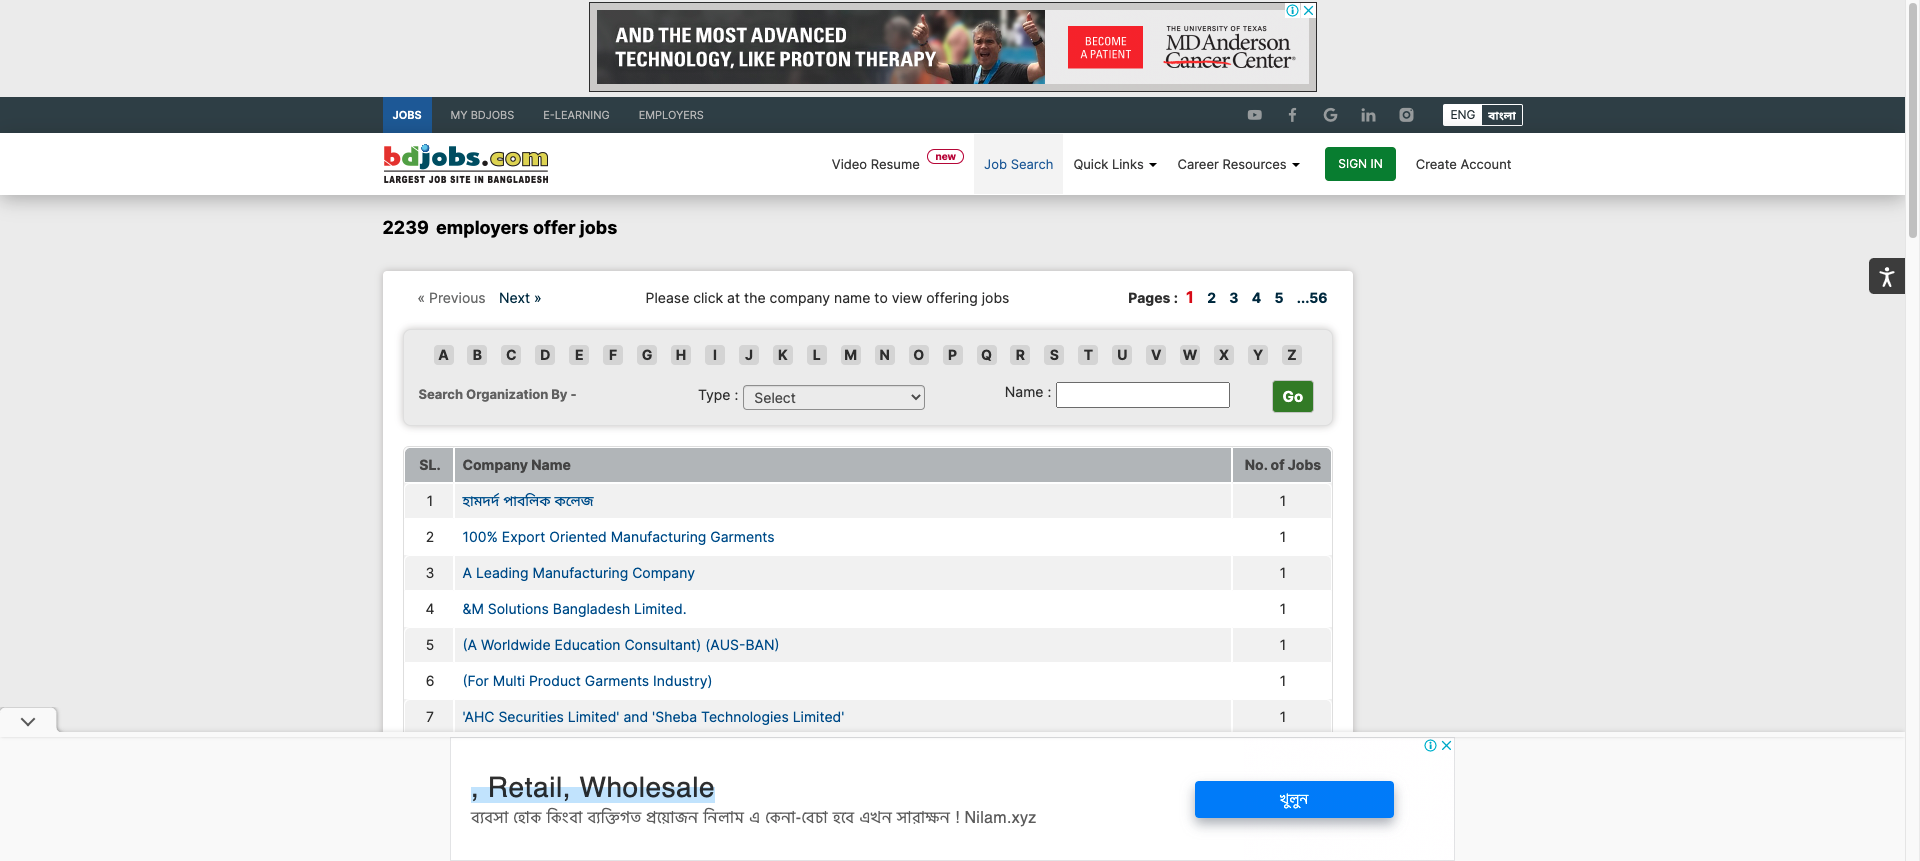 AND THE MOST ADVANCED
TECHNOLOGY, LIKE PROTON THERAPY
BECOME
A PATIENT
THE UNIVERSITY OF TEXAS
MD Anderson
Cancer Center
JOBS MY BDJOBS E-LEARNING EMPLOYERS ENG বাংলা
bdjobs.com
LARGEST JOB SITE IN BANGLADESH
Video Resume new Job Search Quick Links Career Resources SIGN IN Create Account
2239 employers offer jobs
« Previous Next » Please click at the company name to view offering jobs Pages : 1 2 3 4 5 ...56
A B C D E F G H I J K L M N O P Q R S T U V W X Y Z
Search Organization By - Type : Select Name : Go
SL. Company Name No. of Jobs
1 হামদর্দ পাবলিক কলেজ 1
2 100% Export Oriented Manufacturing Garments 1
3 A Leading Manufacturing Company 1
4 &M Solutions Bangladesh Limited. 1
5 (A Worldwide Education Consultant) (AUS-BAN) 1
6 (For Multi Product Garments Industry) 1
7 'AHC Securities Limited' and 'Sheba Technologies Limited' 1
, Retail, Wholesale
ব্যবসা হোক কিংবা ব্যক্তিগত প্রয়োজন নিলাম এ কেনা-বেচা হবে এখন সারাক্ষন ! Nilam.xyz
খুলুন